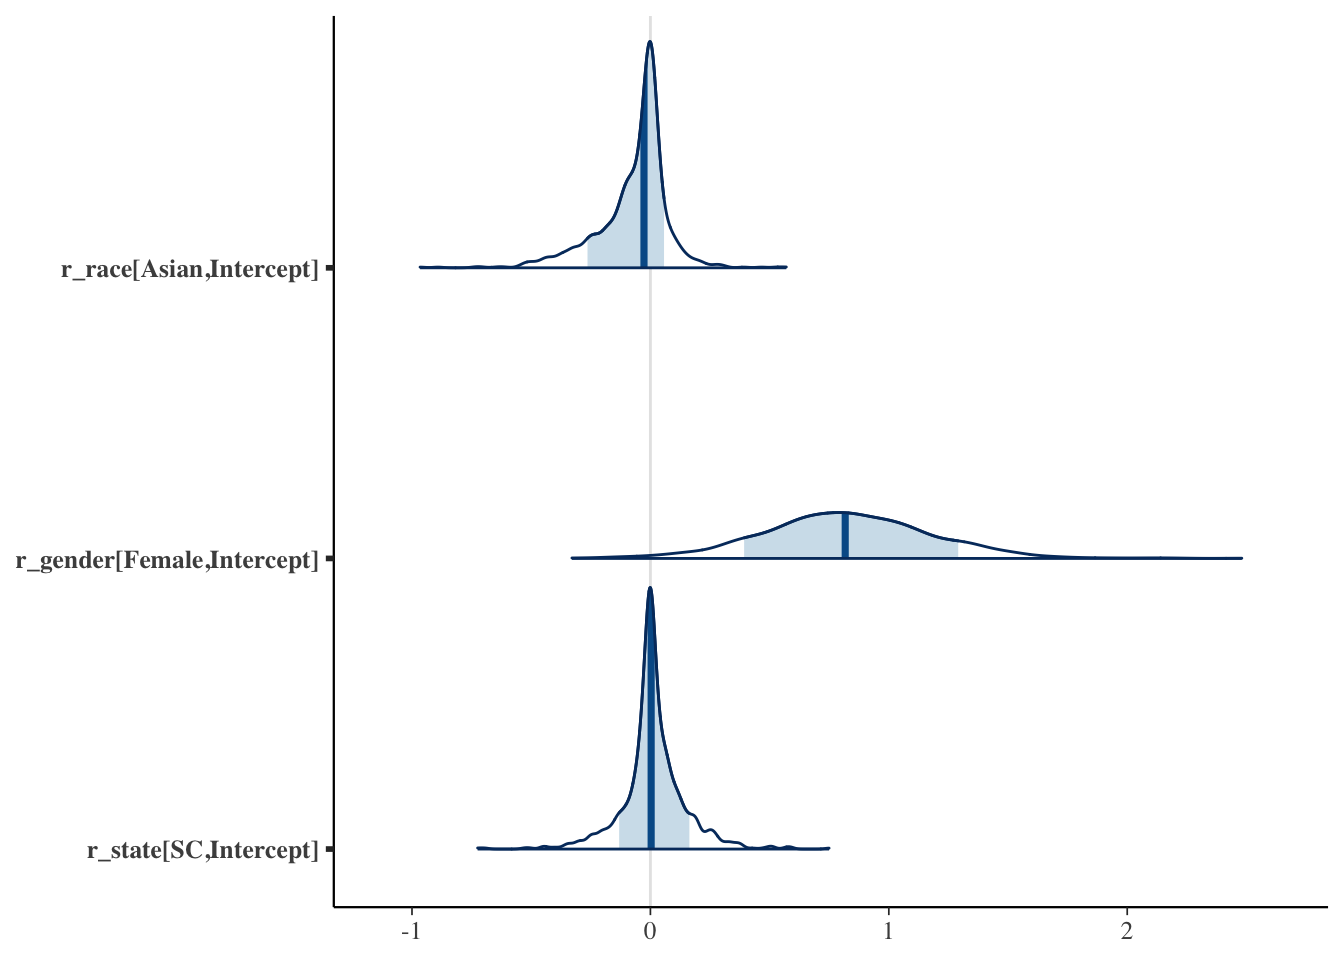 r_race[Asian,Intercept]
r_gender[Female,Intercept]
r_state[SC,Intercept]
-1 0 1 2